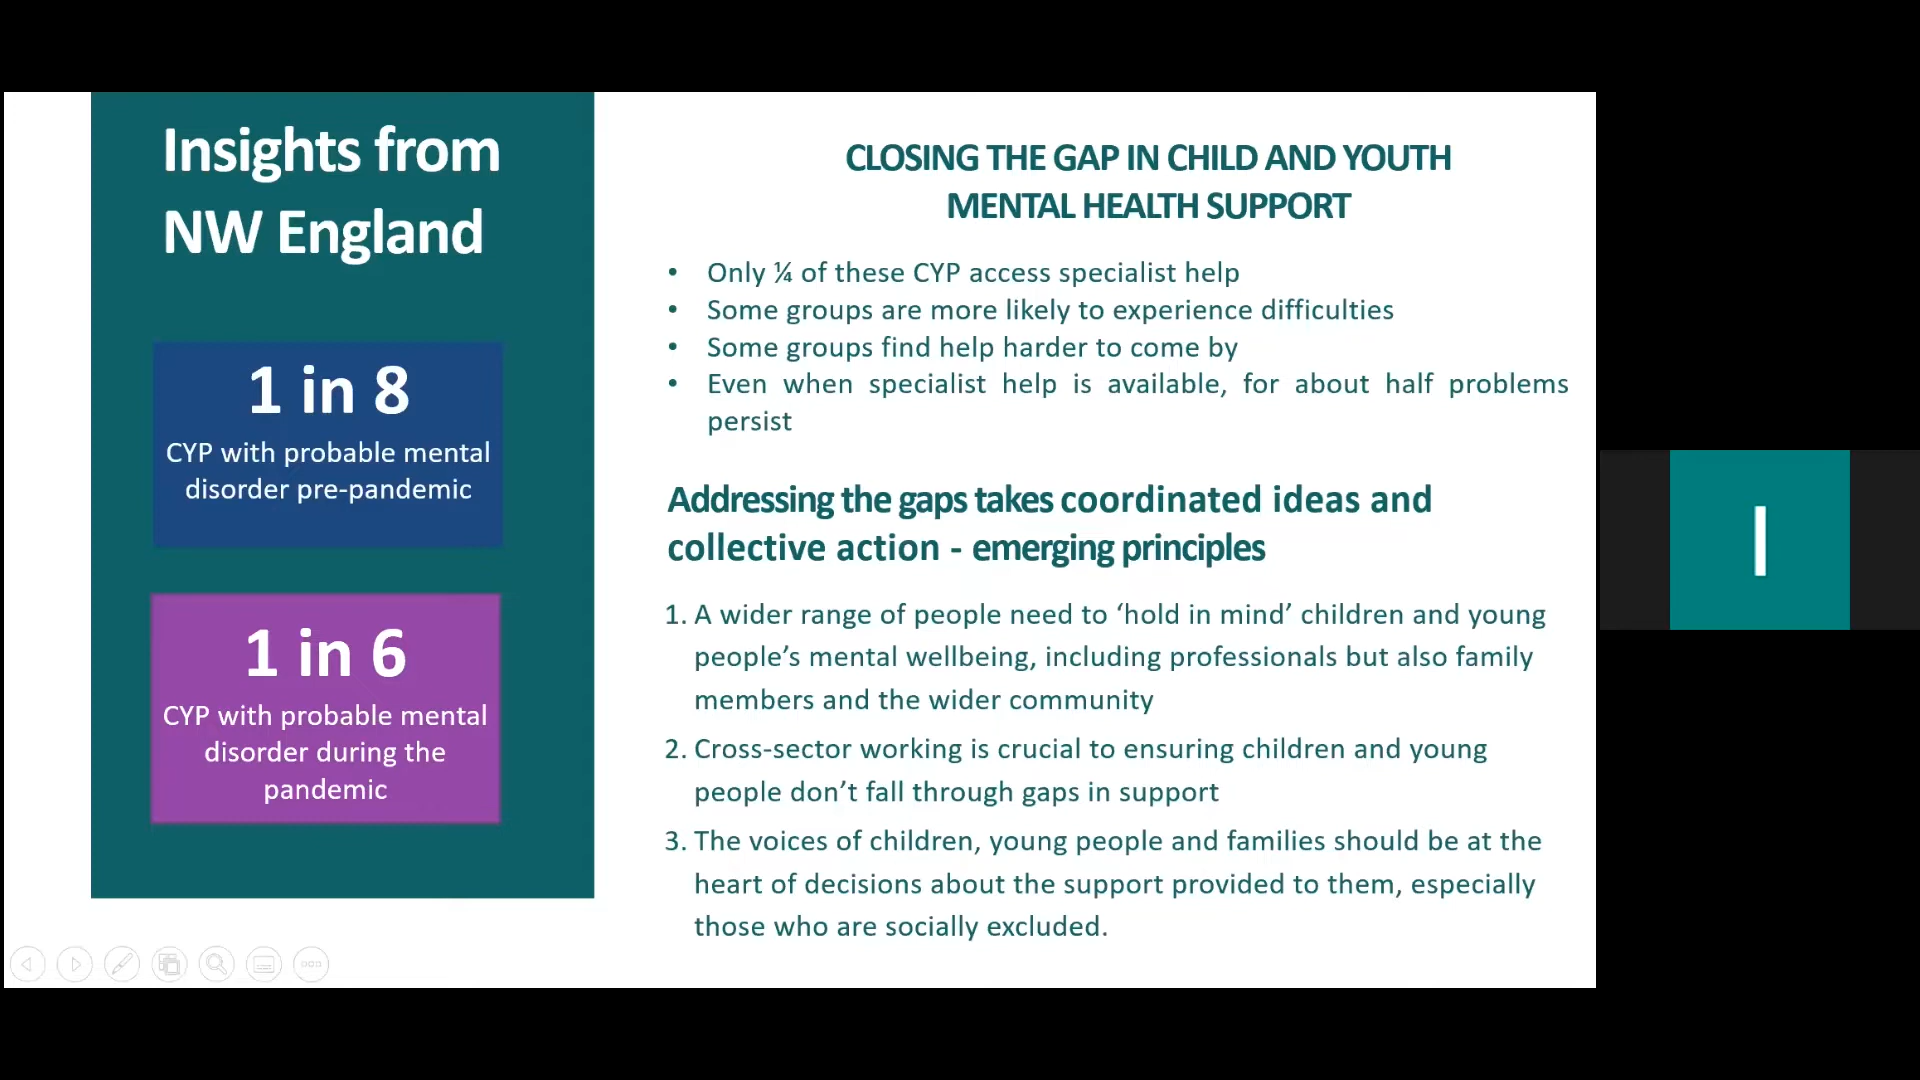 Insights from
NW England
1 in 8
CYP with probable mental
disorder pre-pandemic
1 in 6
CYP with probable mental
disorder during the
pandemic
CLOSING THE GAP IN CHILD AND YOUTH
MENTAL HEALTH SUPPORT
• Only ¼ of these CYP access specialist help
• Some groups are more likely to experience difficulties
• Some groups find help harder to come by
• Even when specialist help is available, for about half problems
persist
Addressing the gaps takes coordinated ideas and
collective action - emerging principles
1. A wider range of people need to ‘hold in mind’ children and young
people’s mental wellbeing, including professionals but also family
members and the wider community
2. Cross-sector working is crucial to ensuring children and young
people don’t fall through gaps in support
3. The voices of children, young people and families should be at the
heart of decisions about the support provided to them, especially
those who are socially excluded.
I